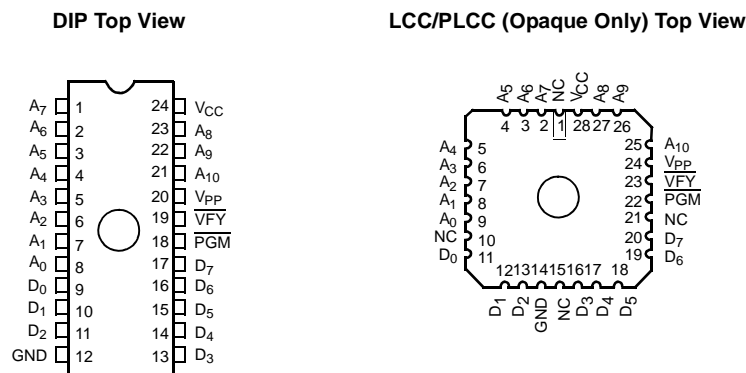 DIP Top View
A7 1 24 VCC
A6 2 23 A8
A5 3 22 A9
A4 4 21 A10
A3 5 20 VPP
A2 6 19 V̅F̅Y̅
A1 7 18 P̅G̅M̅
A0 8 17 D7
D0 9 16 D6
D1 10 15 D5
D2 11 14 D4
GND 12 13 D3
LCC/PLCC (Opaque Only) Top View
A5 A6 A7 NC VCC A8 A9
4 3 2 1 28 27 26
A4 5 25 A10
A3 6 24 VPP
A2 7 23 V̅F̅Y̅
A1 8 22 P̅G̅M̅
A0 9 21 NC
NC 10 20 D7
D0 11 19 D6
12 13 14 15 16 17 18
D1 D2 GND NC D3 D4 D5